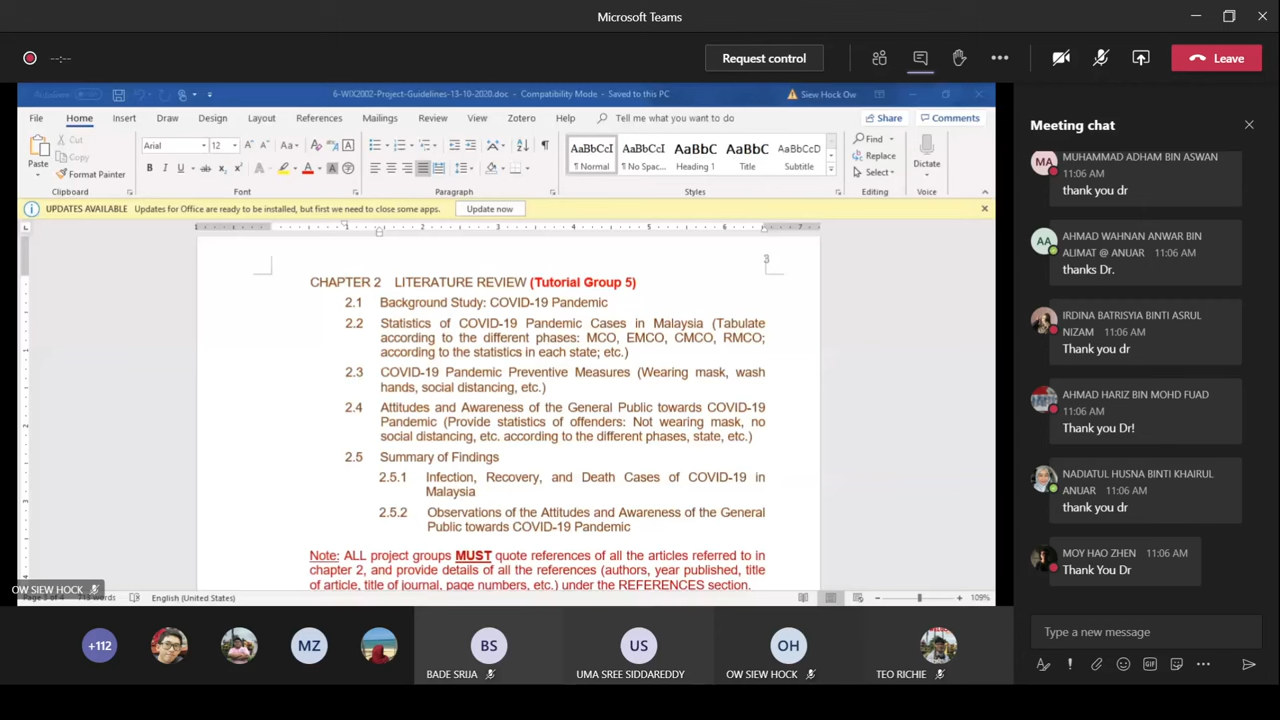 Microsoft Teams
--:--
Request control
Leave
6-WIX2002-Project-Guidelines-13-10-2020.doc - Compatibility Mode - Saved to this PC
Siew Hock Ow
File Home Insert Draw Design Layout References Mailings Review View Zotero Help Tell me what you want to do
Share Comments
Paste
Cut
Copy
Format Painter
Clipboard
Arial 12
Font
Paragraph
AaBbCcI AaBbCcI AaBbC AaBbC AaBbCcD
¶ Normal ¶ No Spac... Heading 1 Title Subtitle
Styles
Find
Replace
Select
Editing
Dictate
Voice
UPDATES AVAILABLE Updates for Office are ready to be installed, but first we need to close some apps. Update now
3
CHAPTER 2 LITERATURE REVIEW (Tutorial Group 5)
2.1 Background Study: COVID-19 Pandemic
2.2 Statistics of COVID-19 Pandemic Cases in Malaysia (Tabulate
according to the different phases: MCO, EMCO, CMCO, RMCO;
according to the statistics in each state; etc.)
2.3 COVID-19 Pandemic Preventive Measures (Wearing mask, wash
hands, social distancing, etc.)
2.4 Attitudes and Awareness of the General Public towards COVID-19
Pandemic (Provide statistics of offenders: Not wearing mask, no
social distancing, etc. according to the different phases, state, etc.)
2.5 Summary of Findings
2.5.1 Infection, Recovery, and Death Cases of COVID-19 in
Malaysia
2.5.2 Observations of the Attitudes and Awareness of the General
Public towards COVID-19 Pandemic
Note: ALL project groups MUST quote references of all the articles referred to in
chapter 2, and provide details of all the references (authors, year published, title
of article, title of journal, page numbers, etc.) under the REFERENCES section.
OW SIEW HOCK
English (United States)
109%
+112
MZ
BS
BADE SRIJA
US
UMA SREE SIDDAREDDY
OH
OW SIEW HOCK
TEO RICHIE
Meeting chat
MA
MUHAMMAD ADHAM BIN ASWAN
11:06 AM
thank you dr
AA
AHMAD WAHNAN ANWAR BIN
ALIMAT @ ANUAR 11:06 AM
thanks Dr.
IRDINA BATRISYIA BINTI ASRUL
NIZAM 11:06 AM
Thank you dr
AHMAD HARIZ BIN MOHD FUAD
11:06 AM
Thank you Dr!
NADIATUL HUSNA BINTI KHAIRUL
ANUAR 11:06 AM
thank you dr
MOY HAO ZHEN 11:06 AM
Thank You Dr
Type a new message
GIF